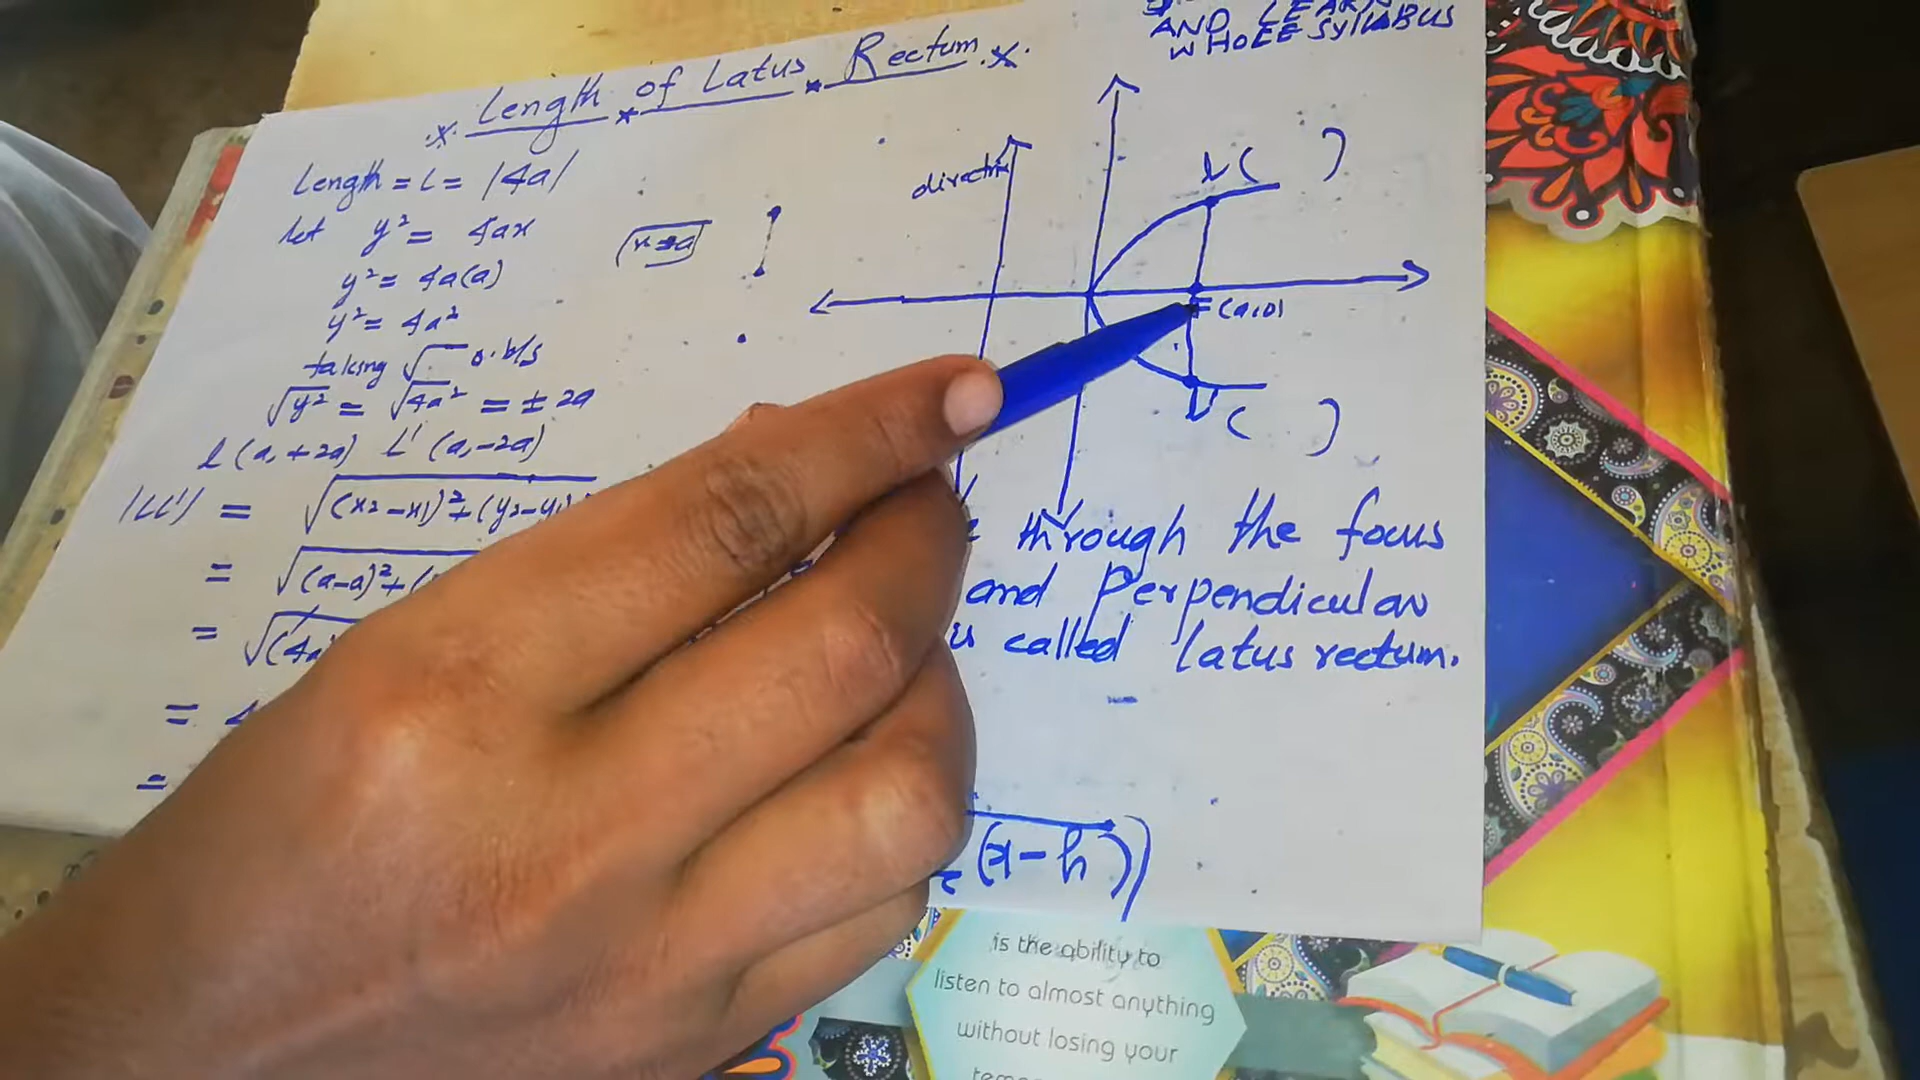 AND LEARN
WHOLE SYLLABUS
Length of Latus Rectum
Length = L = |4a|
let y² = 4ax
y² = 4a(a)
y² = 4a²
taking √ o.b/s
√y² = √4a² = ± 2a
L (a, +2a) L' (a, -2a)
|LL'| = √(x2-x1)²+(y2-y1)
= √(a-a)²+(
= √(4a
= 4
=
directrix
L ( )
F(a,0)
L' ( )
through the focus
and Perpendicular
is called latus rectum.
(x-h)
is the ability to
listen to almost anything
without losing your